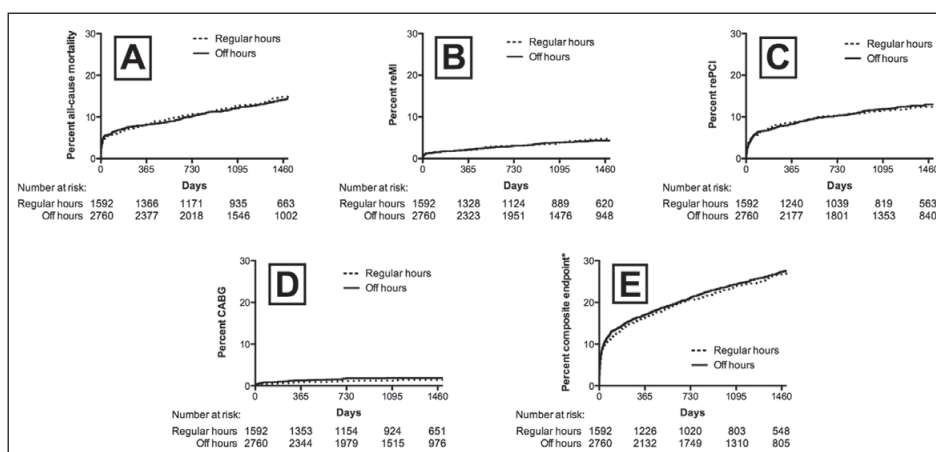 A
Percent all-cause mortality
30
20
10
0
Regular hours
Off hours
0 365 730 1095 1460
Days
Number at risk:
Regular hours 1592 1366 1171 935 663
Off hours 2760 2377 2018 1546 1002
B
Percent reMI
30
20
10
0
Regular hours
Off hours
0 365 730 1095 1460
Days
Number at risk:
Regular hours 1592 1328 1124 889 620
Off hours 2760 2323 1951 1476 948
C
Percent rePCI
30
20
10
0
Regular hours
Off hours
0 365 730 1095 1460
Days
Number at risk:
Regular hours 1592 1240 1039 819 563
Off hours 2760 2177 1801 1353 840
D
Percent CABG
30
20
10
0
Regular hours
Off hours
0 365 730 1095 1460
Days
Number at risk:
Regular hours 1592 1353 1154 924 651
Off hours 2760 2344 1979 1515 976
E
Percent composite endpoint*
30
20
10
0
Regular hours
Off hours
0 365 730 1095 1460
Days
Number at risk:
Regular hours 1592 1226 1020 803 548
Off hours 2760 2132 1749 1310 805